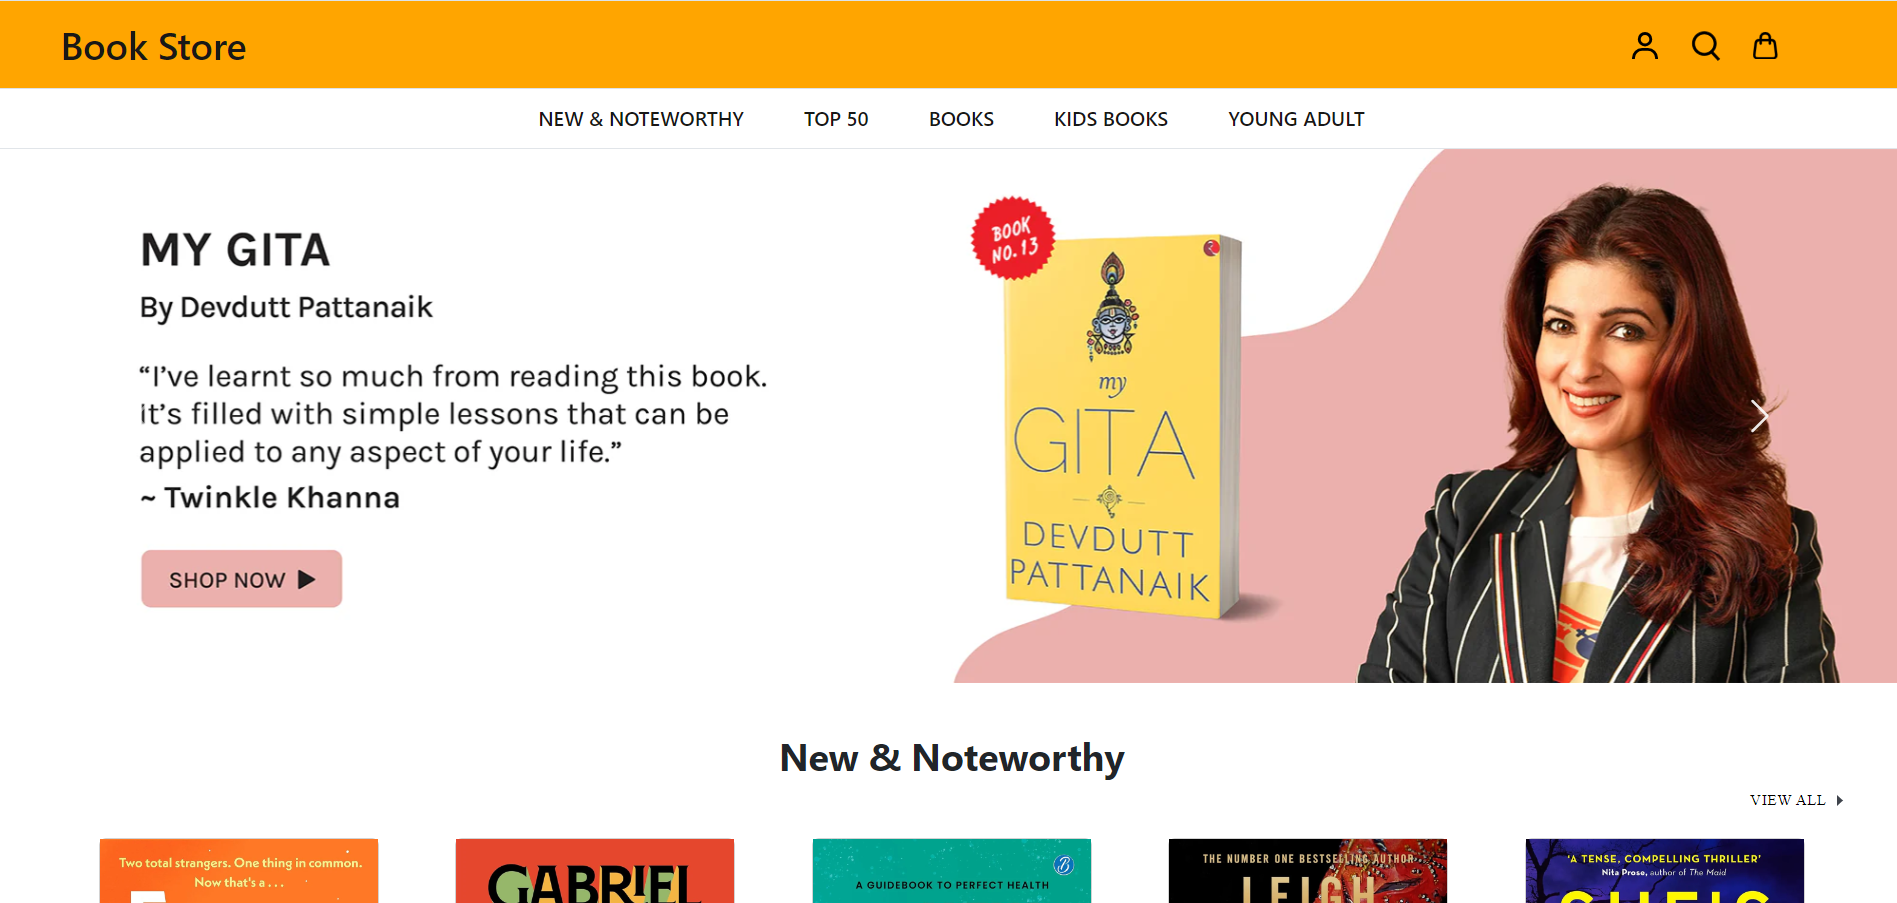 Book Store
NEW & NOTEWORTHY
TOP 50
BOOKS
KIDS BOOKS
YOUNG ADULT
MY GITA
By Devdutt Pattanaik
“I’ve learnt so much from reading this book.
it’s filled with simple lessons that can be
applied to any aspect of your life.”
~ Twinkle Khanna
SHOP NOW
BOOK
NO. 13
my
GITA
DEVDUTT
PATTANAIK
New & Noteworthy
VIEW ALL
Two total strangers. One thing in common.
Now that’s a . . .
GABRIEL
A GUIDEBOOK TO PERFECT HEALTH
B
THE NUMBER ONE BESTSELLING AUTHOR
LEIGH
‘A TENSE, COMPELLING THRILLER’
Nita Prose, author of The Maid